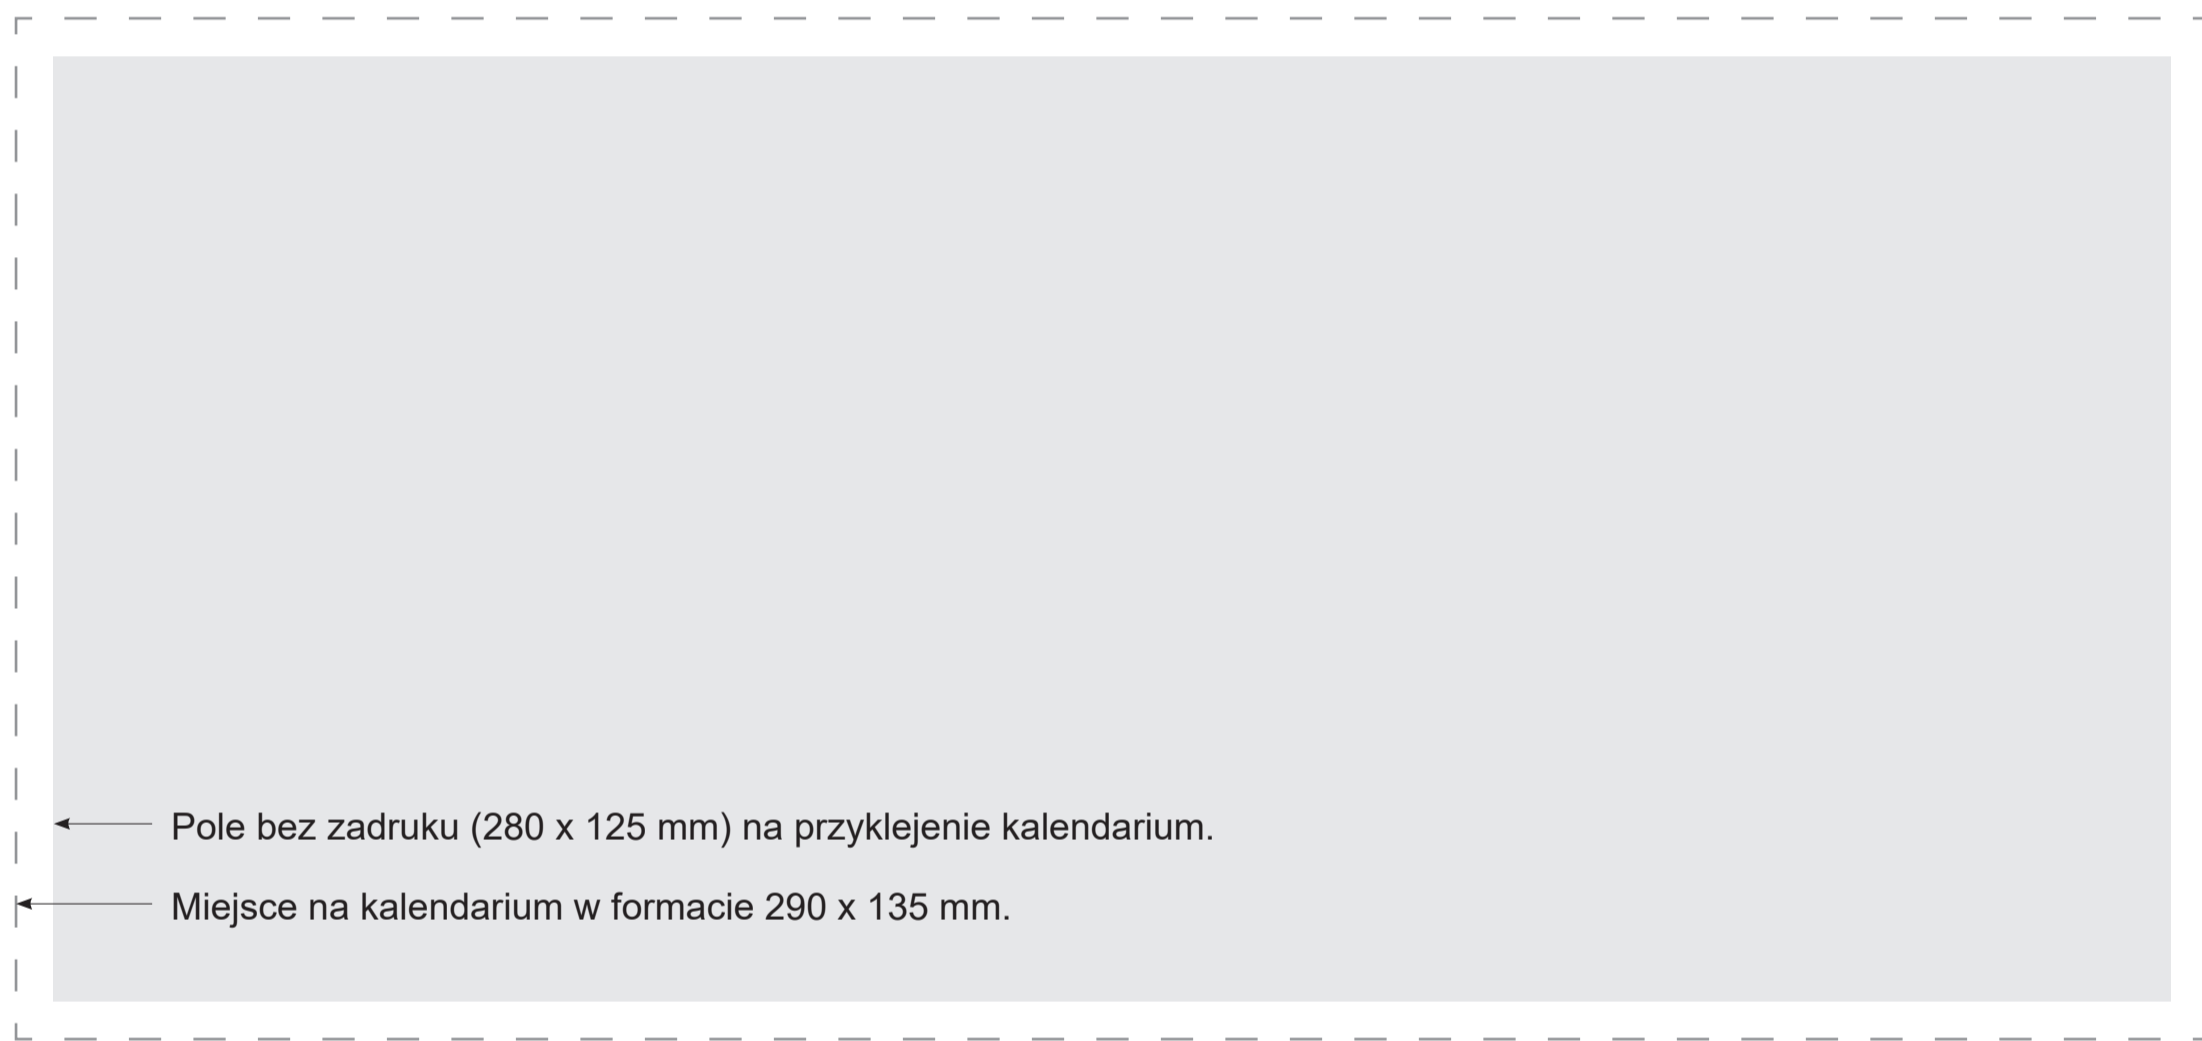 Pole bez zadruku (280 x 125 mm) na przyklejenie kalendarium.
Miejsce na kalendarium w formacie 290 x 135 mm.